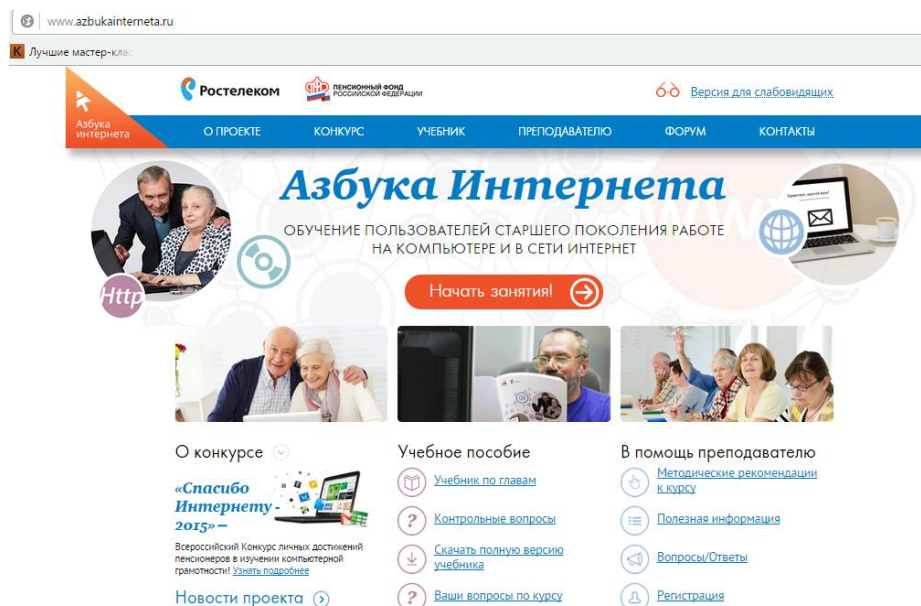 www.azbukainterneta.ru
K Лучшие мастер-клас
Азбука
интернета
Ростелеком
ПЕНСИОННЫЙ ФОНД
РОССИЙСКОЙ ФЕДЕРАЦИИ
Версия для слабовидящих
О ПРОЕКТЕ КОНКУРС УЧЕБНИК ПРЕПОДАВАТЕЛЮ ФОРУМ КОНТАКТЫ
Азбука Интернета
ОБУЧЕНИЕ ПОЛЬЗОВАТЕЛЕЙ СТАРШЕГО ПОКОЛЕНИЯ РАБОТЕ
НА КОМПЬЮТЕРЕ И В СЕТИ ИНТЕРНЕТ
Http
Начать занятия!
О конкурсе
«Спасибо
Интернету -
2015»—
Всероссийский Конкурс личных достижений
пенсионеров в изучении компьютерной
грамотности! Узнать подробнее
Новости проекта
Учебное пособие
Учебник по главам
Контрольные вопросы
Скачать полную версию
учебника
Ваши вопросы по курсу
В помощь преподавателю
Методические рекомендации
к курсу
Полезная информация
Вопросы/Ответы
Регистрация